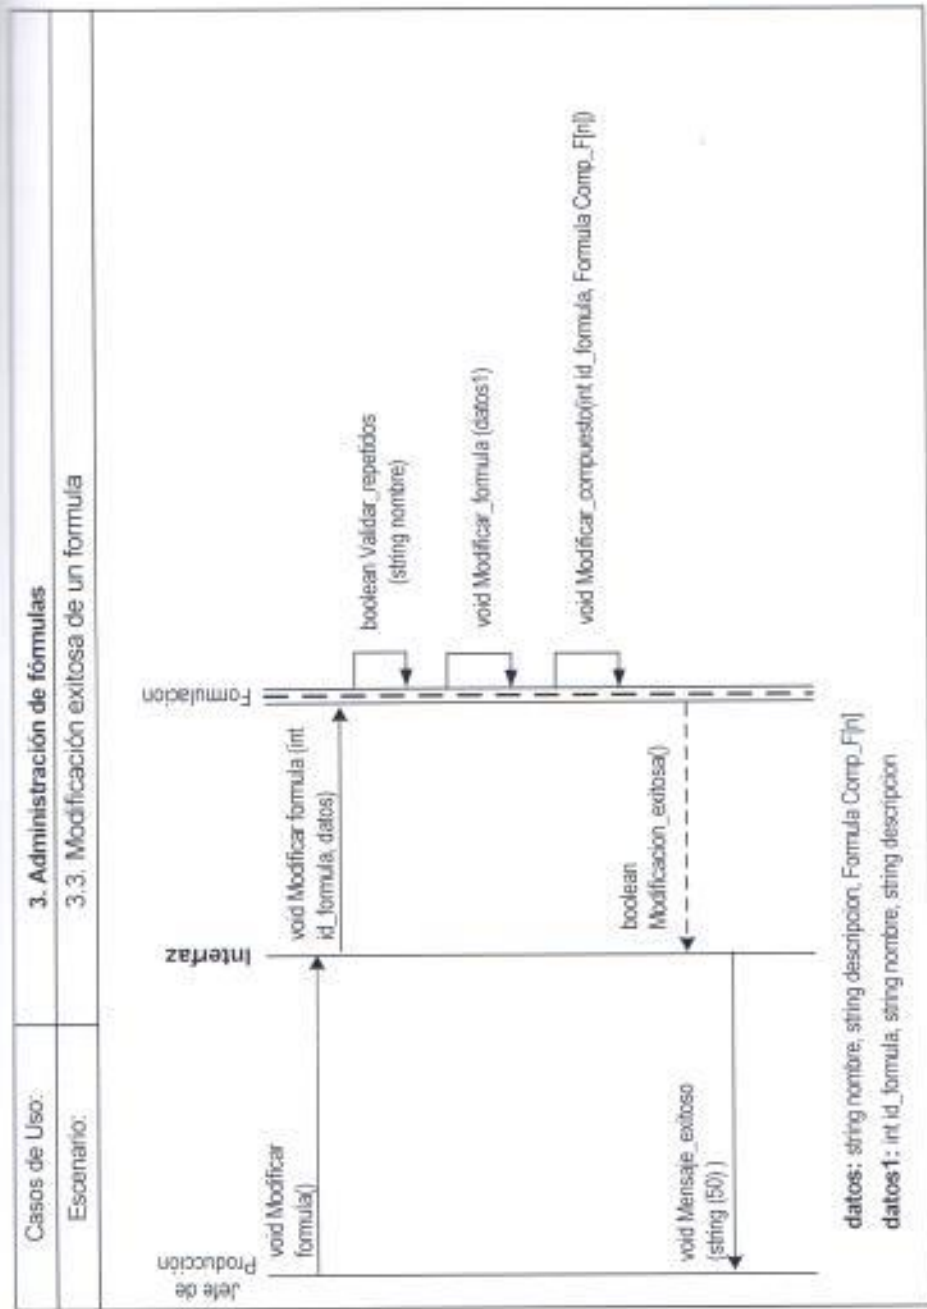 Casos de Uso:
3. Administración de fórmulas
Escenario:
3.3. Modificación exitosa de un formula
Jefe de
Producción
Interfaz
Formulacion
void Modificar
formula()
void Modificar formula (int
id_formula, datos)
boolean Validar_repetidos
(string nombre)
void Modificar_formula (datos1)
void Modificar_compuesto(int id_formula, Formula Comp_F[n])
boolean
Modificacion_exitosa()
void Mensaje_exitoso
(string (50) )
datos: string nombre, string descripcion, Formula Comp_F[n]
datos1: int id_formula, string nombre, string descripcion